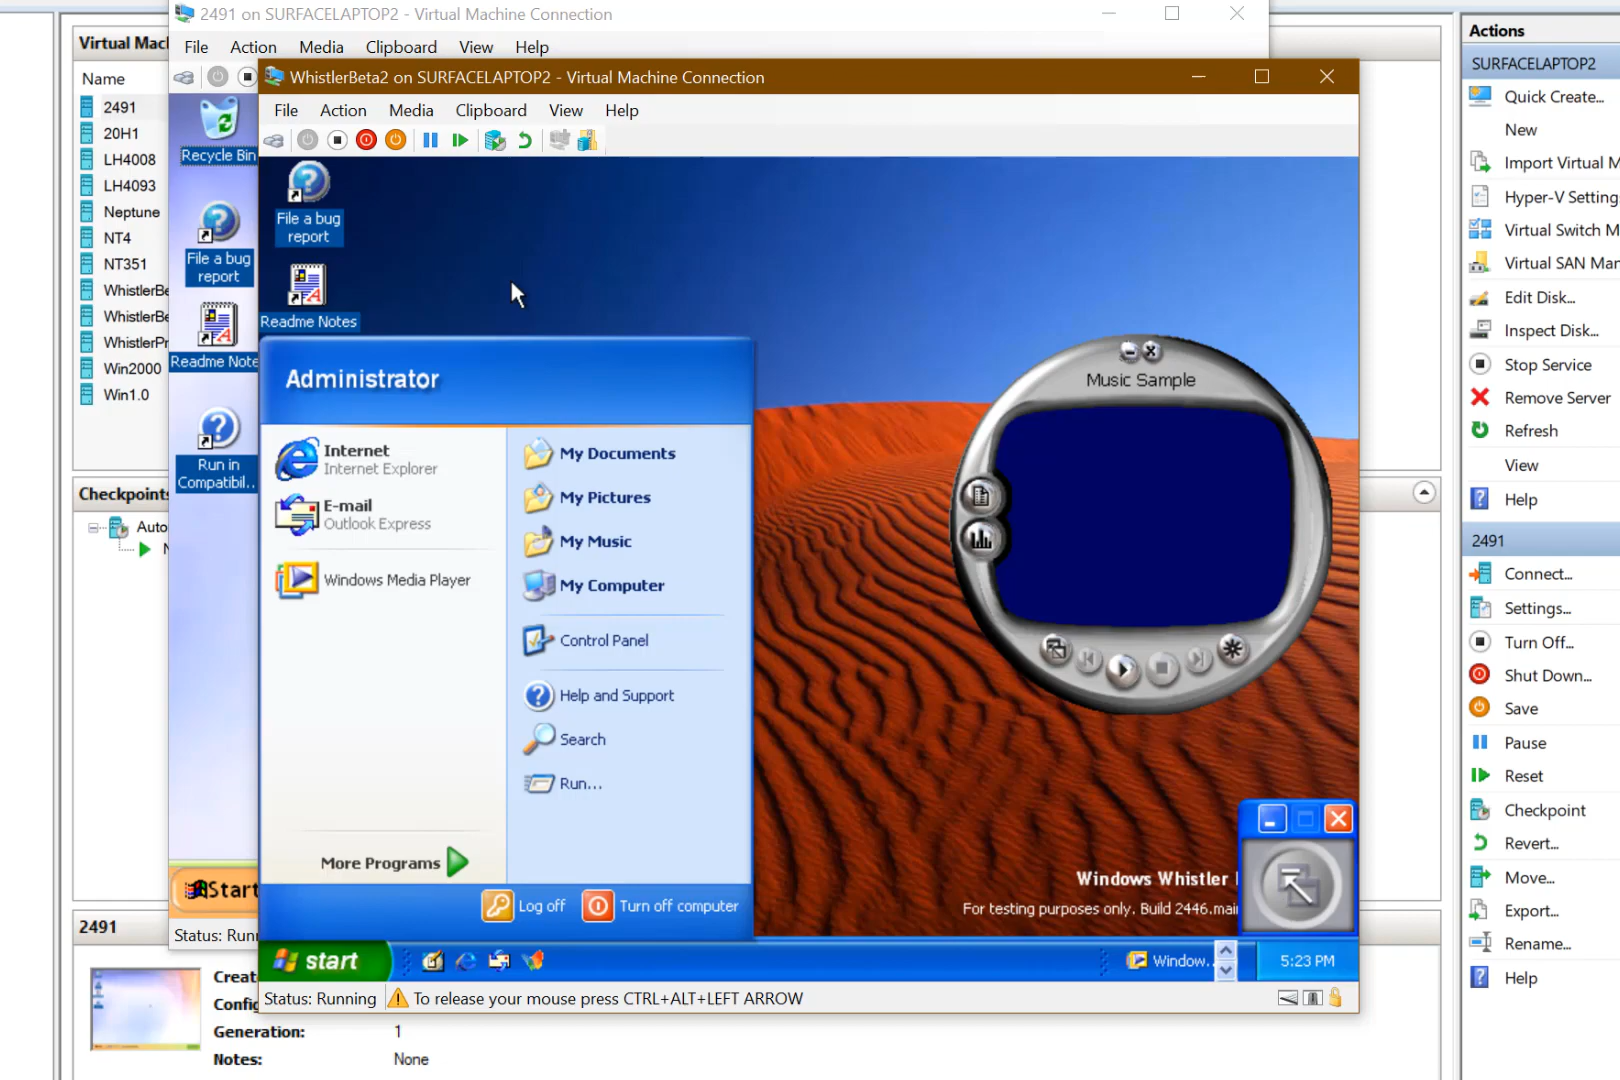 2491 on SURFACELAPTOP2 - Virtual Machine Connection
File Action Media Clipboard View Help
Virtual Mac
Name
2491
20H1
LH4008
LH4093
Neptune
NT4
NT351
WhistlerBe
WhistlerBe
WhistlerPr
Win2000
Win1.0
Checkpoints
Auto
N
2491
Creat
Config
Generation: 1
Notes: None
Recycle Bin
File a bug
report
Readme Note
Run in
Compatibil..
Start
Status: Runn
WhistlerBeta2 on SURFACELAPTOP2 - Virtual Machine Connection
File Action Media Clipboard View Help
File a bug
report
Readme Notes
Administrator
Internet
Internet Explorer
E-mail
Outlook Express
Windows Media Player
More Programs
My Documents
My Pictures
My Music
My Computer
Control Panel
Help and Support
Search
Run...
Log off Turn off computer
Music Sample
Windows Whistler
For testing purposes only. Build 2446.mai
start
Window...
5:23 PM
Status: Running
To release your mouse press CTRL+ALT+LEFT ARROW
Actions
SURFACELAPTOP2
Quick Create...
New
Import Virtual M
Hyper-V Setting
Virtual Switch M
Virtual SAN Man
Edit Disk...
Inspect Disk...
Stop Service
Remove Server
Refresh
View
Help
2491
Connect...
Settings...
Turn Off...
Shut Down...
Save
Pause
Reset
Checkpoint
Revert...
Move...
Export...
Rename...
Help